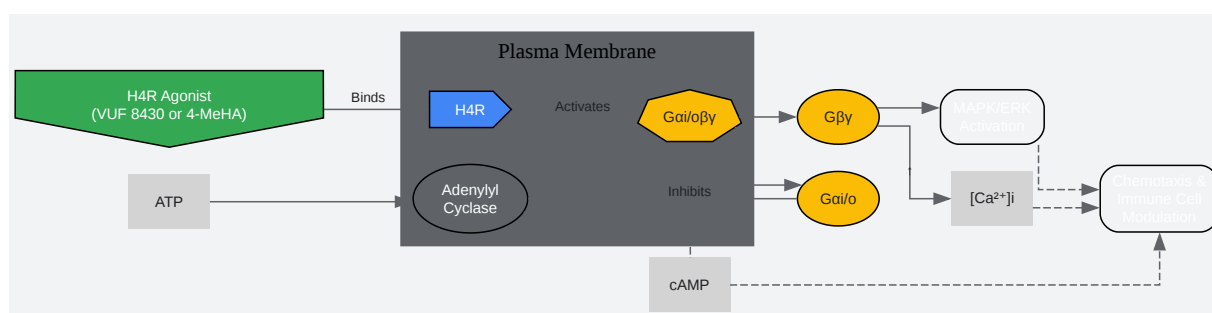 Plasma Membrane
H4R Agonist
(VUF 8430 or 4-MeHA)
Binds
H4R
Activates
Gαi/oβγ
Gβγ
MAPK/ERK
Activation
ATP
Adenylyl
Cyclase
Inhibits
Gαi/o
[Ca²⁺]i
Chemotaxis &
Immune Cell
Modulation
cAMP